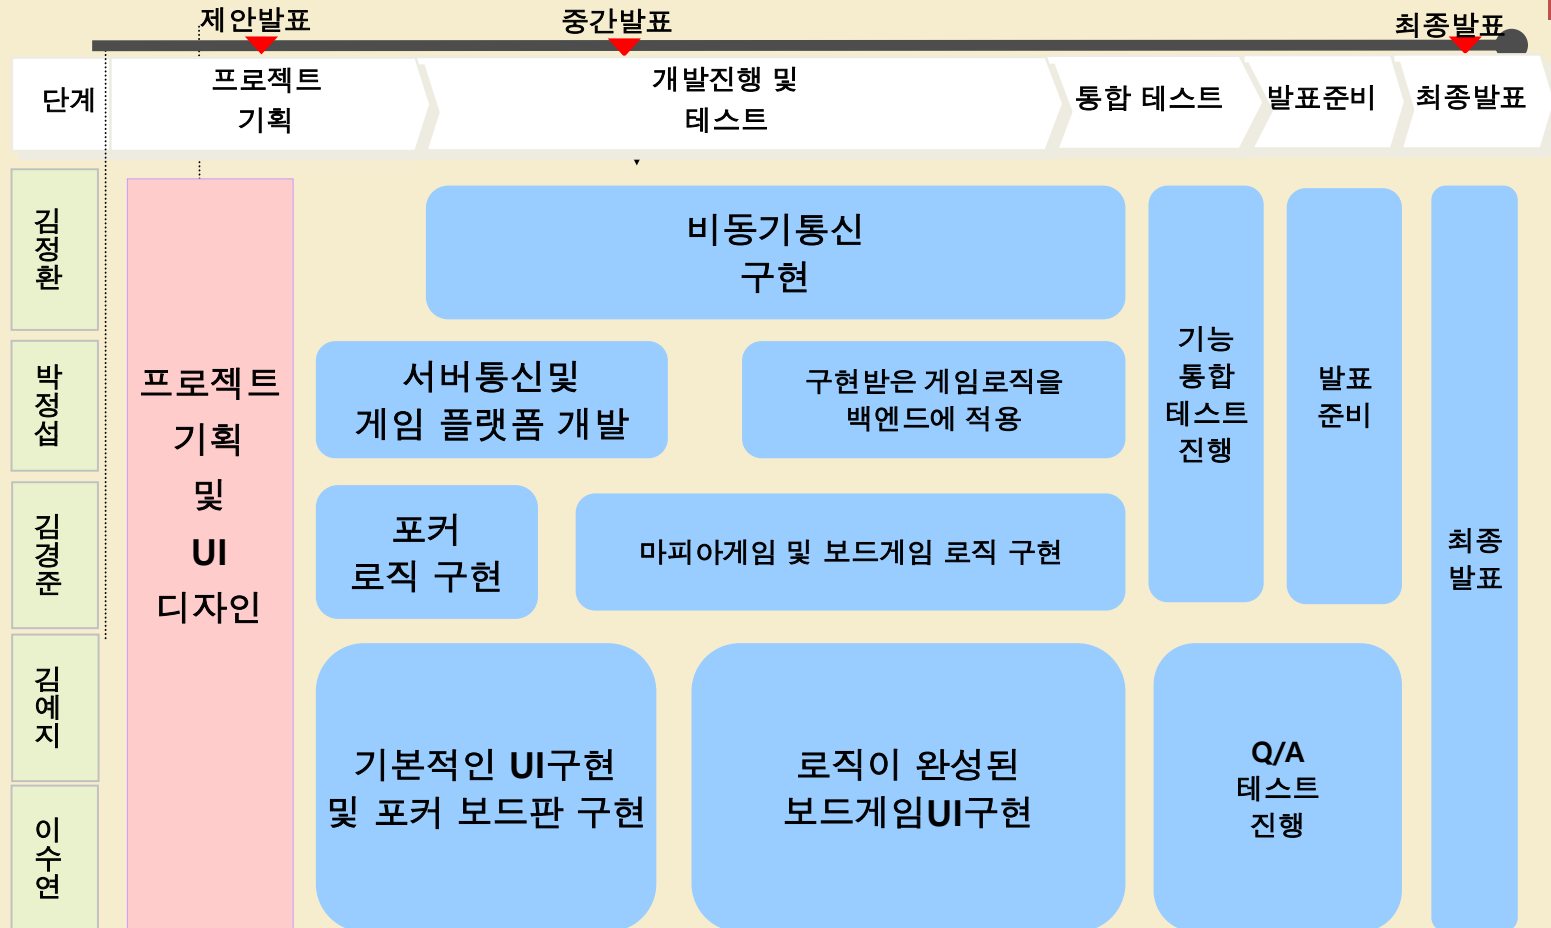 제안발표
중간발표
최종발표
단계
프로젝트
기획
개발진행 및
테스트
통합 테스트
발표준비
최종발표
김정환
박정섭
김경준
김예지
이수연
프로젝트
기획
및
UI
디자인
비동기통신
구현
서버통신및
게임 플랫폼 개발
구현받은 게임로직을
백엔드에 적용
포커
로직 구현
마피아게임 및 보드게임 로직 구현
기본적인 UI구현
및 포커 보드판 구현
로직이 완성된
보드게임UI구현
기능
통합
테스트
진행
발표
준비
Q/A
테스트
진행
최종
발표